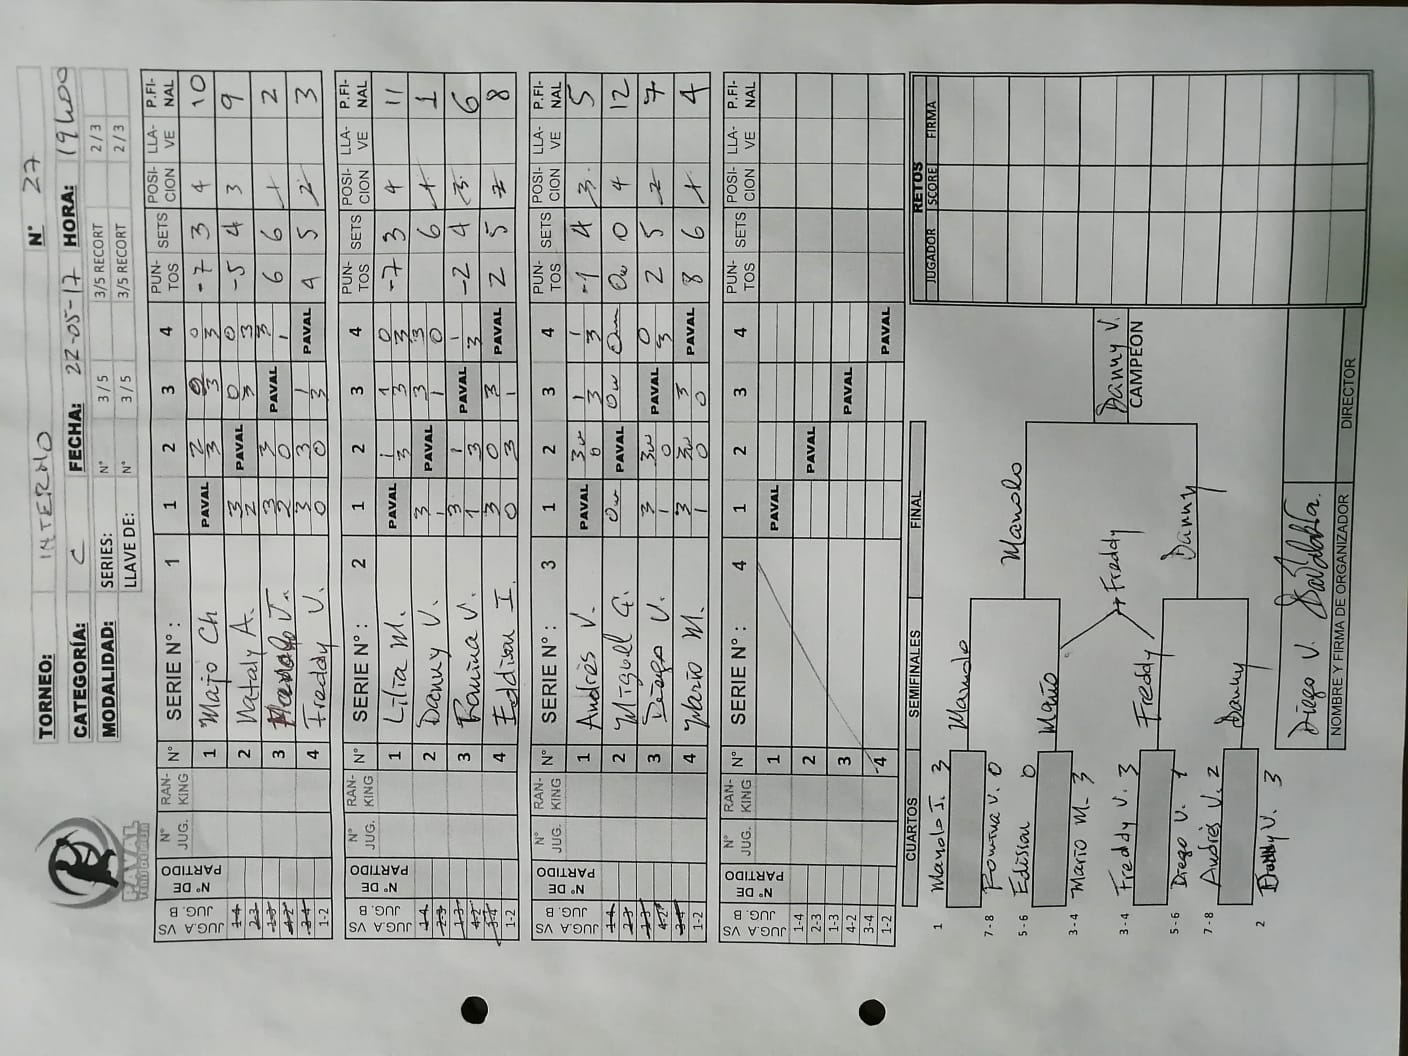 PAVAL
TORNEO: INTERNO N° 27
CATEGORÍA: C FECHA: 22-05-17 HORA: 19h00
MODALIDAD: SERIES: N° 3/5 3/5 RECORT 2/3
LLAVE DE: N° 3/5 3/5 RECORT 2/3
JUG.A VS JUG. B N° DE PARTIDO N° JUG. RAN-KING N° SERIE N° : 1 1 2 3 4 PUN-TOS SETS POSI-CION LLA-VE P.FI-NAL
1 Majo Ch PAVAL 2 3 0 3 0 3 -7 3 4 10
2 Nataly A. 3 2 PAVAL 0 3 0 3 -5 4 3 9
3 Manolo J. 3 2 3 0 PAVAL 3 1 6 6 1 2
4 Freddy V. 3 0 3 0 1 3 PAVAL 4 5 2 3
1-4
2-3
1-3
4-2
3-4
1-2
JUG.A VS JUG. B N° DE PARTIDO N° JUG. RAN-KING N° SERIE N° : 2 1 2 3 4 PUN-TOS SETS POSI-CION LLA-VE P.FI-NAL
1 Lilia M. PAVAL 1 3 1 3 0 3 -7 3 4 11
2 Danny V. 3 1 PAVAL 3 1 3 0 6 1 1
3 Romina V. 3 1 1 3 PAVAL 1 3 -2 4 3 6
4 Eddison I. 3 0 0 3 3 1 PAVAL 2 5 2 8
1-4
2-3
1-3
4-2
3-4
1-2
JUG.A VS JUG. B N° DE PARTIDO N° JUG. RAN-KING N° SERIE N° : 3 1 2 3 4 PUN-TOS SETS POSI-CION LLA-VE P.FI-NAL
1 Andrès V. PAVAL 3w 0 1 3 1 3 -1 4 3 5
2 Miguel G. 0w PAVAL 0w 0w 0w 0 4 12
3 Diego V. 3 1 3w 0 PAVAL 0 3 2 5 2 7
4 Mario M. 3 1 3w 0 3 0 PAVAL 8 6 1 4
1-4
2-3
1-3
4-2
3-4
1-2
JUG.A VS JUG. B N° DE PARTIDO N° JUG. RAN-KING N° SERIE N° : 4 1 2 3 4 PUN-TOS SETS POSI-CION LLA-VE P.FI-NAL
1 PAVAL
2 PAVAL
3 PAVAL
4 PAVAL
1-4
2-3
1-3
4-2
3-4
1-2
CUARTOS SEMIFINALES FINAL
1 Manolo J. 3
7 - 8 Romina V. 0
5 - 6 Edison 0
3 - 4 Mario M. 3
3 - 4 Freddy V. 3
5 - 6 Diego V. 1
7 - 8 Andrès V. 2
2 Danny V. 3
Manolo
Mario
Freddy
Danny
Manolo
Freddy
Danny
Danny V.
CAMPEON
RETOS
JUGADOR SCORE FIRMA
Diego V.
NOMBRE Y FIRMA DE ORGANIZADOR DIRECTOR